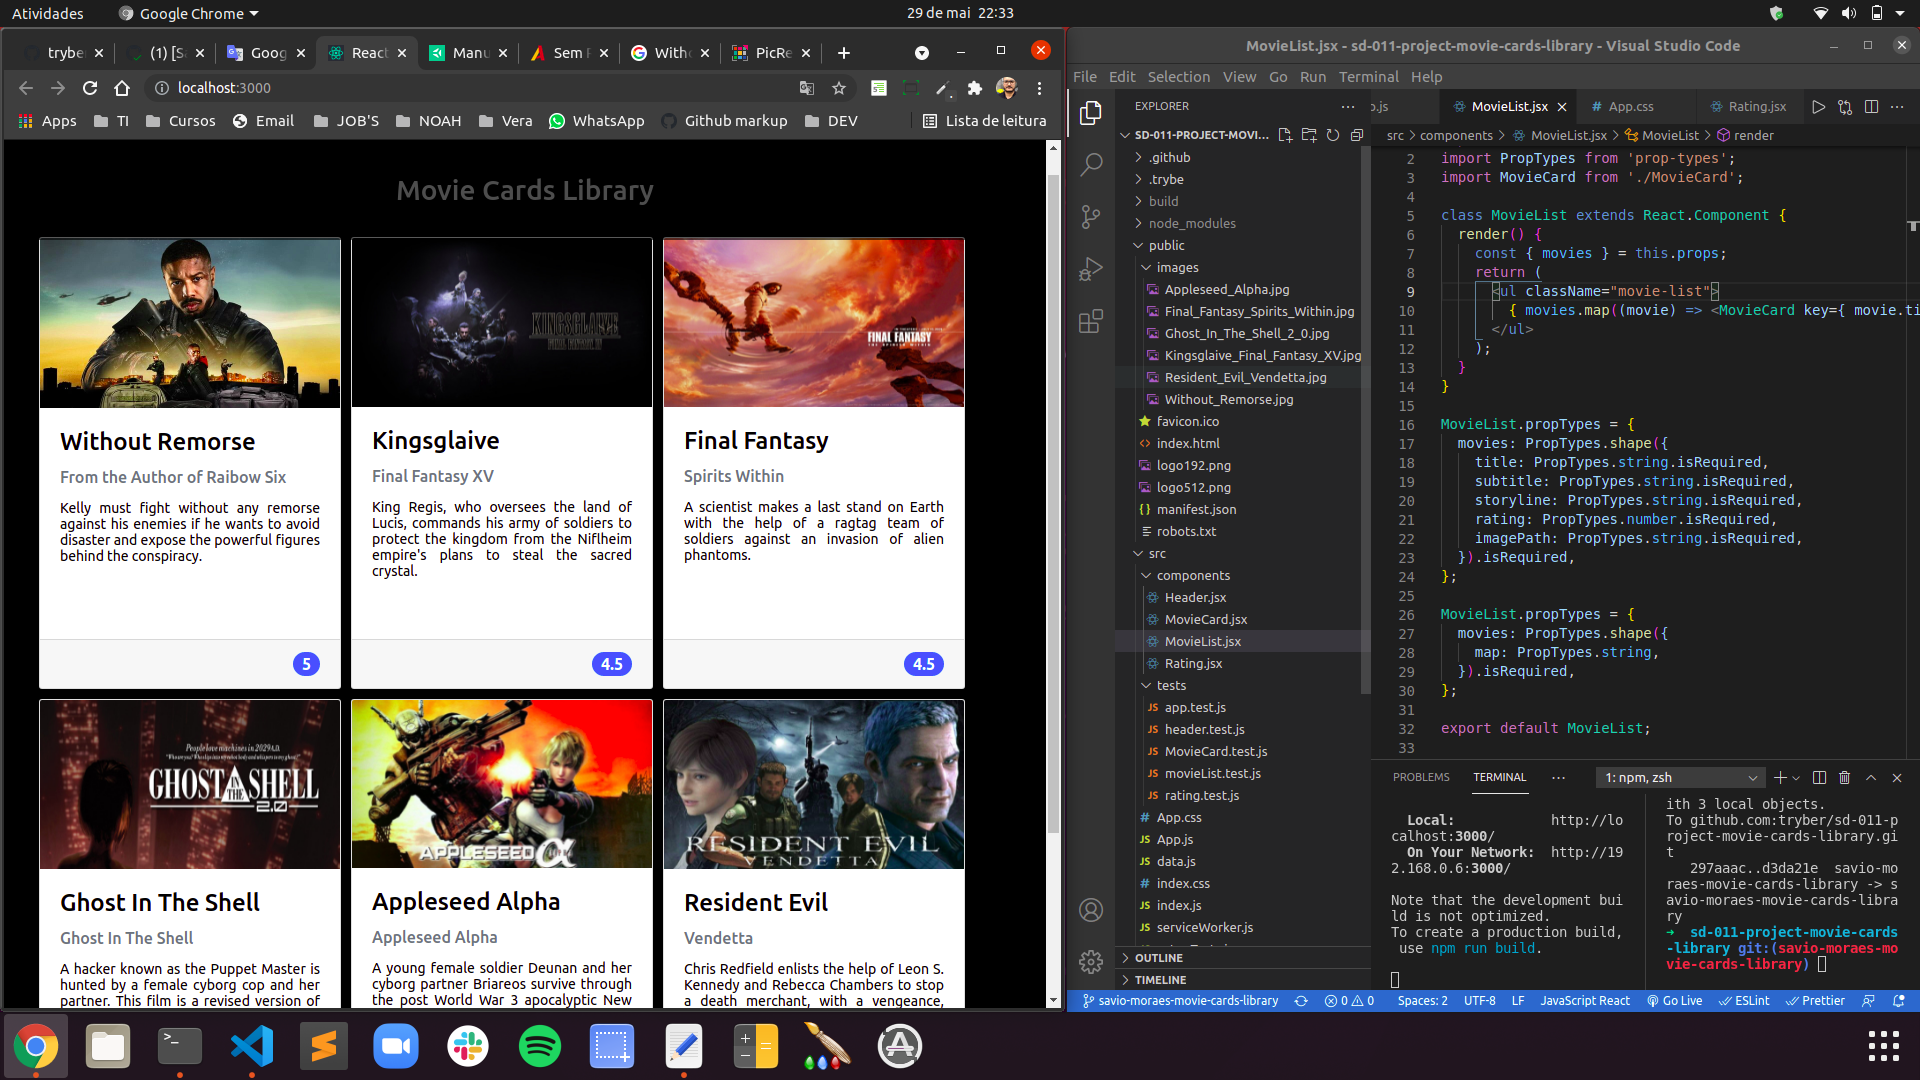 Atividades
Google Chrome
29 de mai 22:33
trybe
(1) [S
Goog
React
Manu
Sem F
Witho
PicRe
localhost:3000
Apps
TI
Cursos
Email
JOB'S
NOAH
Vera
WhatsApp
Github markup
DEV
Lista de leitura
Movie Cards Library
Without Remorse
From the Author of Raibow Six
Kelly must fight without any remorse
against his enemies if he wants to avoid
disaster and expose the powerful figures
behind the conspiracy.
5
KINGSGLAIVE
FINAL FANTASY XV
Kingsglaive
Final Fantasy XV
King Regis, who oversees the land of
Lucis, commands his army of soldiers to
protect the kingdom from the Niflheim
empire's plans to steal the sacred
crystal.
4.5
FINAL FANTASY
THE SPIRITS WITHIN
Final Fantasy
Spirits Within
A scientist makes a last stand on Earth
with the help of a ragtag team of
soldiers against an invasion of alien
phantoms.
4.5
People love machines in 2029 A.D.
GHOST IN THE SHELL
2.0
Ghost In The Shell
Ghost In The Shell
A hacker known as the Puppet Master is
hunted by a female cyborg cop and her
partner. This film is a revised version of
APPLESEED α
Appleseed Alpha
Appleseed Alpha
A young female soldier Deunan and her
cyborg partner Briareos survive through
the post World War 3 apocalyptic New
RESIDENT EVIL
VENDETTA
Resident Evil
Vendetta
Chris Redfield enlists the help of Leon S.
Kennedy and Rebecca Chambers to stop
a death merchant, with a vengeance,
MovieList.jsx - sd-011-project-movie-cards-library - Visual Studio Code
File Edit Selection View Go Run Terminal Help
EXPLORER
SD-011-PROJECT-MOVI...
.github
.trybe
build
node_modules
public
images
Appleseed_Alpha.jpg
Final_Fantasy_Spirits_Within.jpg
Ghost_In_The_Shell_2_0.jpg
Kingsglaive_Final_Fantasy_XV.jpg
Resident_Evil_Vendetta.jpg
Without_Remorse.jpg
favicon.ico
index.html
logo192.png
logo512.png
manifest.json
robots.txt
src
components
Header.jsx
MovieCard.jsx
MovieList.jsx
Rating.jsx
tests
app.test.js
header.test.js
MovieCard.test.js
movieList.test.js
rating.test.js
App.css
App.js
data.js
index.css
index.js
serviceWorker.js
OUTLINE
TIMELINE
o.js
MovieList.jsx
App.css
Rating.jsx
src > components > MovieList.jsx > MovieList > render
2 import PropTypes from 'prop-types';
3 import MovieCard from './MovieCard';
4
5 class MovieList extends React.Component {
6 render() {
7 const { movies } = this.props;
8 return (
9 <ul className="movie-list">
10 { movies.map((movie) => <MovieCard key={ movie.ti
11 </ul>
12 );
13 }
14 }
15
16 MovieList.propTypes = {
17 movies: PropTypes.shape({
18 title: PropTypes.string.isRequired,
19 subtitle: PropTypes.string.isRequired,
20 storyline: PropTypes.string.isRequired,
21 rating: PropTypes.number.isRequired,
22 imagePath: PropTypes.string.isRequired,
23 }).isRequired,
24 };
25
26 MovieList.propTypes = {
27 movies: PropTypes.shape({
28 map: PropTypes.string,
29 }).isRequired,
30 };
31
32 export default MovieList;
33
PROBLEMS
TERMINAL
1: npm, zsh
Local: http://lo
calhost:3000/
On Your Network: http://19
2.168.0.6:3000/
Note that the development bui
ld is not optimized.
To create a production build,
use npm run build.
ith 3 local objects.
To github.com:tryber/sd-011-p
roject-movie-cards-library.gi
t
297aaac..d3da21e savio-mo
raes-movie-cards-library -> s
avio-moraes-movie-cards-libra
ry
➜ sd-011-project-movie-cards
-library git:(savio-moraes-mo
vie-cards-library)
savio-moraes-movie-cards-library
0
0
Spaces: 2
UTF-8
LF
JavaScript React
Go Live
ESLint
Prettier